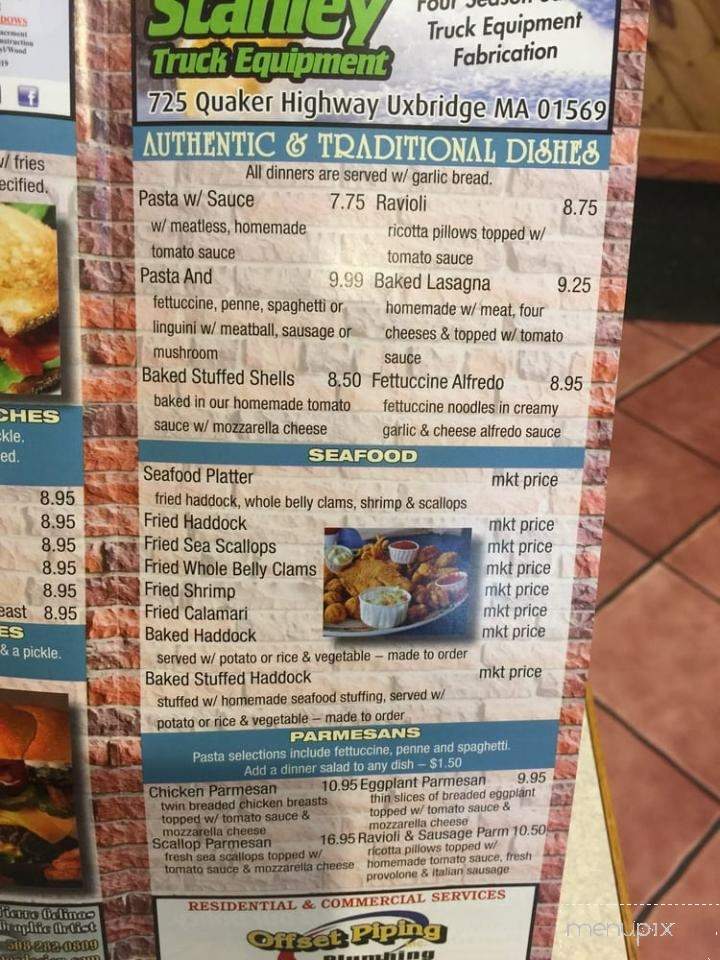 DOWS
w/ fries
ecified.
CHES
ckle.
ed.
8.95
8.95
8.95
8.95
8.95
east 8.95
ES
& a pickle.
Pierre Gelinas
Graphic Artist
508-282-0809
Stanley
Truck Equipment
Truck Equipment
Fabrication
725 Quaker Highway Uxbridge MA 01569
AUTHENTIC & TRADITIONAL DISHES
All dinners are served w/ garlic bread.
Pasta w/ Sauce 7.75
w/ meatless, homemade
tomato sauce
Pasta And 9.99
fettuccine, penne, spaghetti or
linguini w/ meatball, sausage or
mushroom
Baked Stuffed Shells 8.50
baked in our homemade tomato
sauce w/ mozzarella cheese
Ravioli 8.75
ricotta pillows topped w/
tomato sauce
Baked Lasagna 9.25
homemade w/ meat, four
cheeses & topped w/ tomato
sauce
Fettuccine Alfredo 8.95
fettuccine noodles in creamy
garlic & cheese alfredo sauce
SEAFOOD
Seafood Platter mkt price
fried haddock, whole belly clams, shrimp & scallops
Fried Haddock mkt price
Fried Sea Scallops mkt price
Fried Whole Belly Clams mkt price
Fried Shrimp mkt price
Fried Calamari mkt price
Baked Haddock mkt price
served w/ potato or rice & vegetable – made to order
Baked Stuffed Haddock mkt price
stuffed w/ homemade seafood stuffing, served w/
potato or rice & vegetable – made to order
PARMESANS
Pasta selections include fettuccine, penne and spaghetti.
Add a dinner salad to any dish – $1.50
Chicken Parmesan 10.95
twin breaded chicken breasts
topped w/ tomato sauce &
mozzarella cheese
Scallop Parmesan 16.95
fresh sea scallops topped w/
tomato sauce & mozzarella cheese
Eggplant Parmesan 9.95
thin slices of breaded eggplant
topped w/ tomato sauce &
mozzarella cheese
Ravioli & Sausage Parm 10.50
ricotta pillows topped w/
homemade tomato sauce, fresh
provolone & italian sausage
RESIDENTIAL & COMMERCIAL SERVICES
Offset Piping
Plumbing
menupix